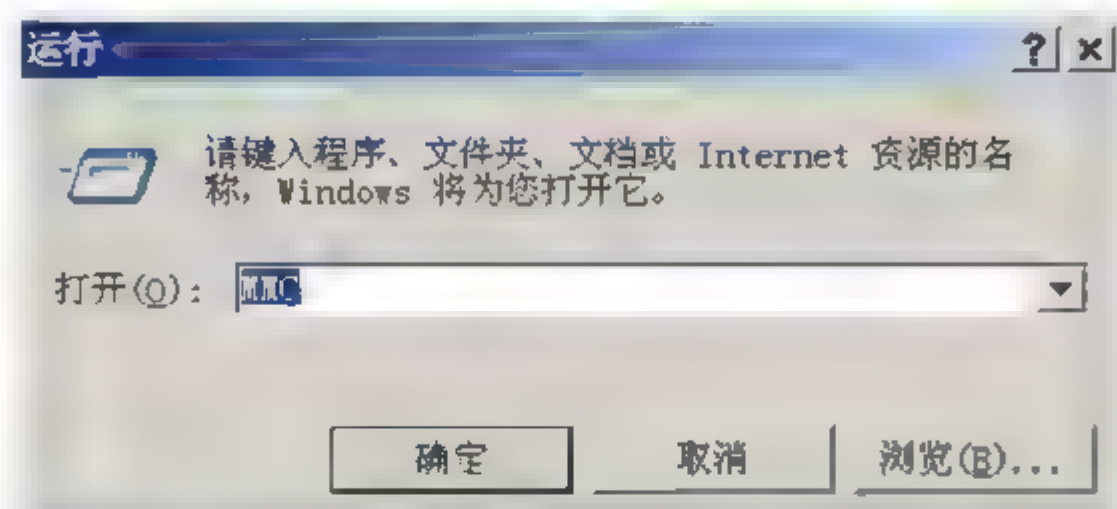 运行
? ×
请键入程序、文件夹、文档或 Internet 资源的名
称，Windows 将为您打开它。
打开(O)： MMC
确定 取消 浏览(B)...